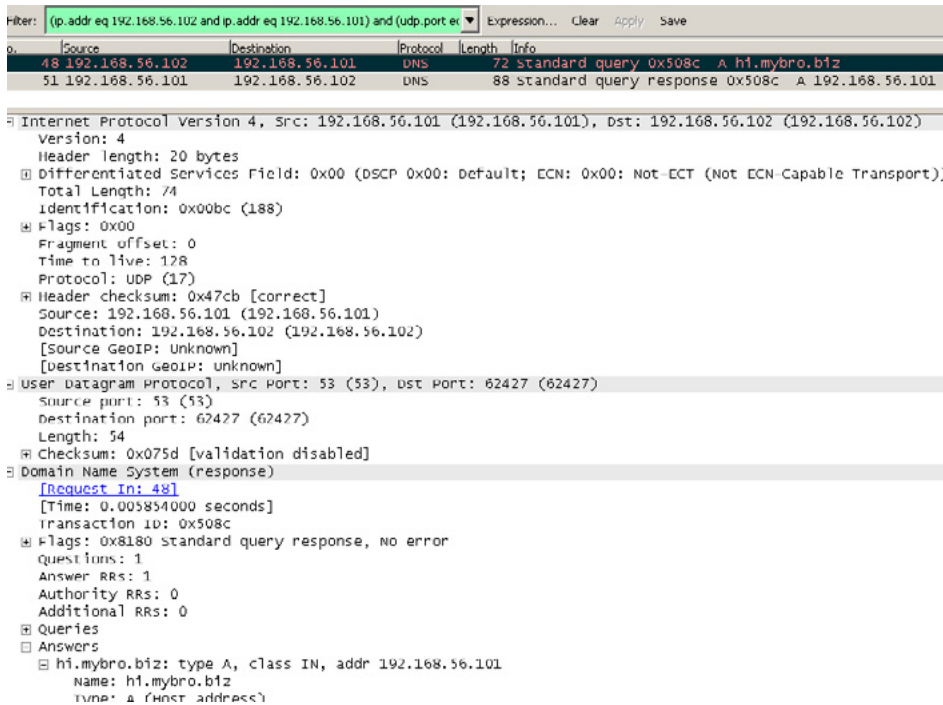 Filter: (ip.addr eq 192.168.56.102 and ip.addr eq 192.168.56.101) and (udp.port ec Expression... Clear Apply Save
o. Source Destination Protocol Length Info
48 192.168.56.102 192.168.56.101 DNS 72 Standard query 0x508c A hi.mybro.biz
51 192.168.56.101 192.168.56.102 DNS 88 Standard query response 0x508c A 192.168.56.101
Internet Protocol Version 4, Src: 192.168.56.101 (192.168.56.101), Dst: 192.168.56.102 (192.168.56.102)
Version: 4
Header length: 20 bytes
Differentiated Services Field: 0x00 (DSCP 0x00: Default; ECN: 0x00: Not-ECT (Not ECN-Capable Transport))
Total Length: 74
Identification: 0x00bc (188)
Flags: 0x00
Fragment offset: 0
Time to live: 128
Protocol: UDP (17)
Header checksum: 0x47cb [correct]
Source: 192.168.56.101 (192.168.56.101)
Destination: 192.168.56.102 (192.168.56.102)
[Source GeoIP: Unknown]
[Destination GeoIP: Unknown]
User Datagram Protocol, Src Port: 53 (53), Dst Port: 62427 (62427)
Source port: 53 (53)
Destination port: 62427 (62427)
Length: 54
Checksum: 0x075d [validation disabled]
Domain Name System (response)
[Request In: 48]
[Time: 0.005854000 seconds]
Transaction ID: 0x508c
Flags: 0x8180 Standard query response, No error
Questions: 1
Answer RRs: 1
Authority RRs: 0
Additional RRs: 0
Queries
Answers
hi.mybro.biz: type A, class IN, addr 192.168.56.101
Name: hi.mybro.biz
Type: A (Host address)